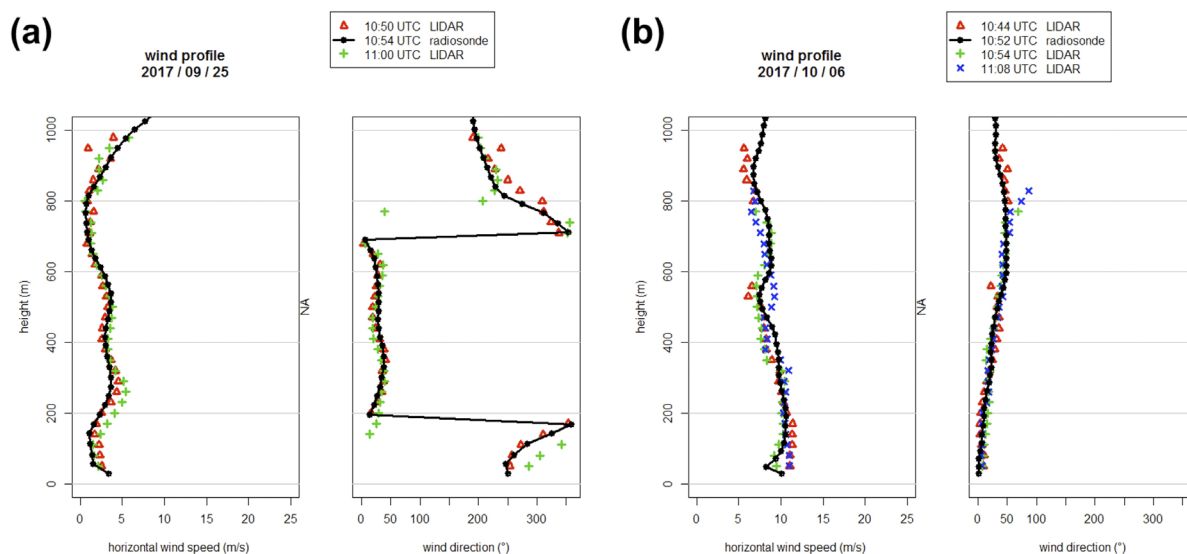 (a)
wind profile
2017 / 09 / 25
10:50 UTC LIDAR
10:54 UTC radiosonde
11:00 UTC LIDAR
height (m)
0
200
400
600
800
1000
0 5 10 15 20 25
horizontal wind speed (m/s)
NA
0 50 100 200 300
wind direction (°)
(b)
wind profile
2017 / 10 / 06
10:44 UTC LIDAR
10:52 UTC radiosonde
10:54 UTC LIDAR
11:08 UTC LIDAR
height (m)
0
200
400
600
800
1000
0 5 10 15 20 25
horizontal wind speed (m/s)
NA
0 50 100 200 300
wind direction (°)